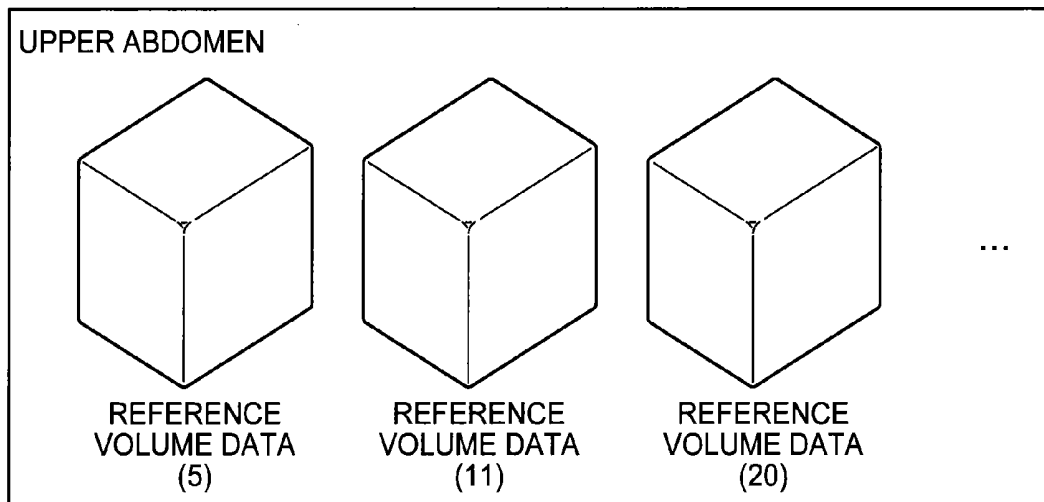 UPPER ABDOMEN
...
REFERENCE
VOLUME DATA
(5)
REFERENCE
VOLUME DATA
(11)
REFERENCE
VOLUME DATA
(20)